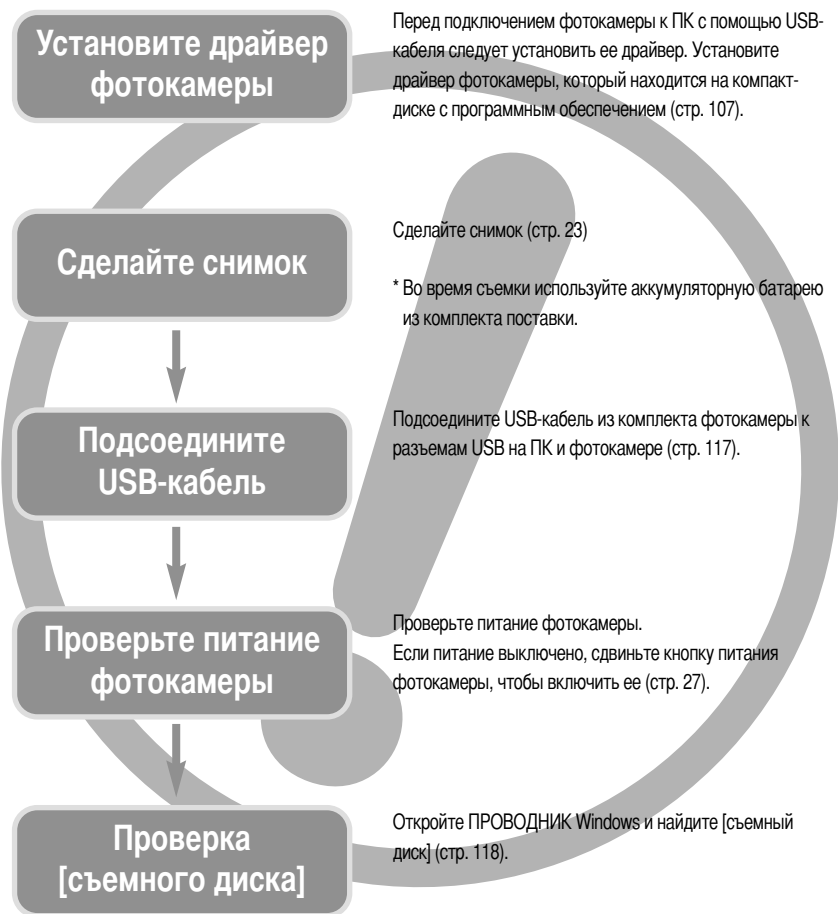 Установите драйвер
фотокамеры
Перед подключением фотокамеры к ПК с помощью USB-
кабеля следует установить ее драйвер. Установите
драйвер фотокамеры, который находится на компакт-
диске с программным обеспечением (стр. 107).
Сделайте снимок
Сделайте снимок (стр. 23)
* Во время съемки используйте аккумуляторную батарею
из комплекта поставки.
Подсоедините
USB-кабель
Подсоедините USB-кабель из комплекта фотокамеры к
разъемам USB на ПК и фотокамере (стр. 117).
Проверьте питание
фотокамеры
Проверьте питание фотокамеры.
Если питание выключено, сдвиньте кнопку питания
фотокамеры, чтобы включить ее (стр. 27).
Проверка
[съемного диска]
Откройте ПРОВОДНИК Windows и найдите [съемный
диск] (стр. 118).